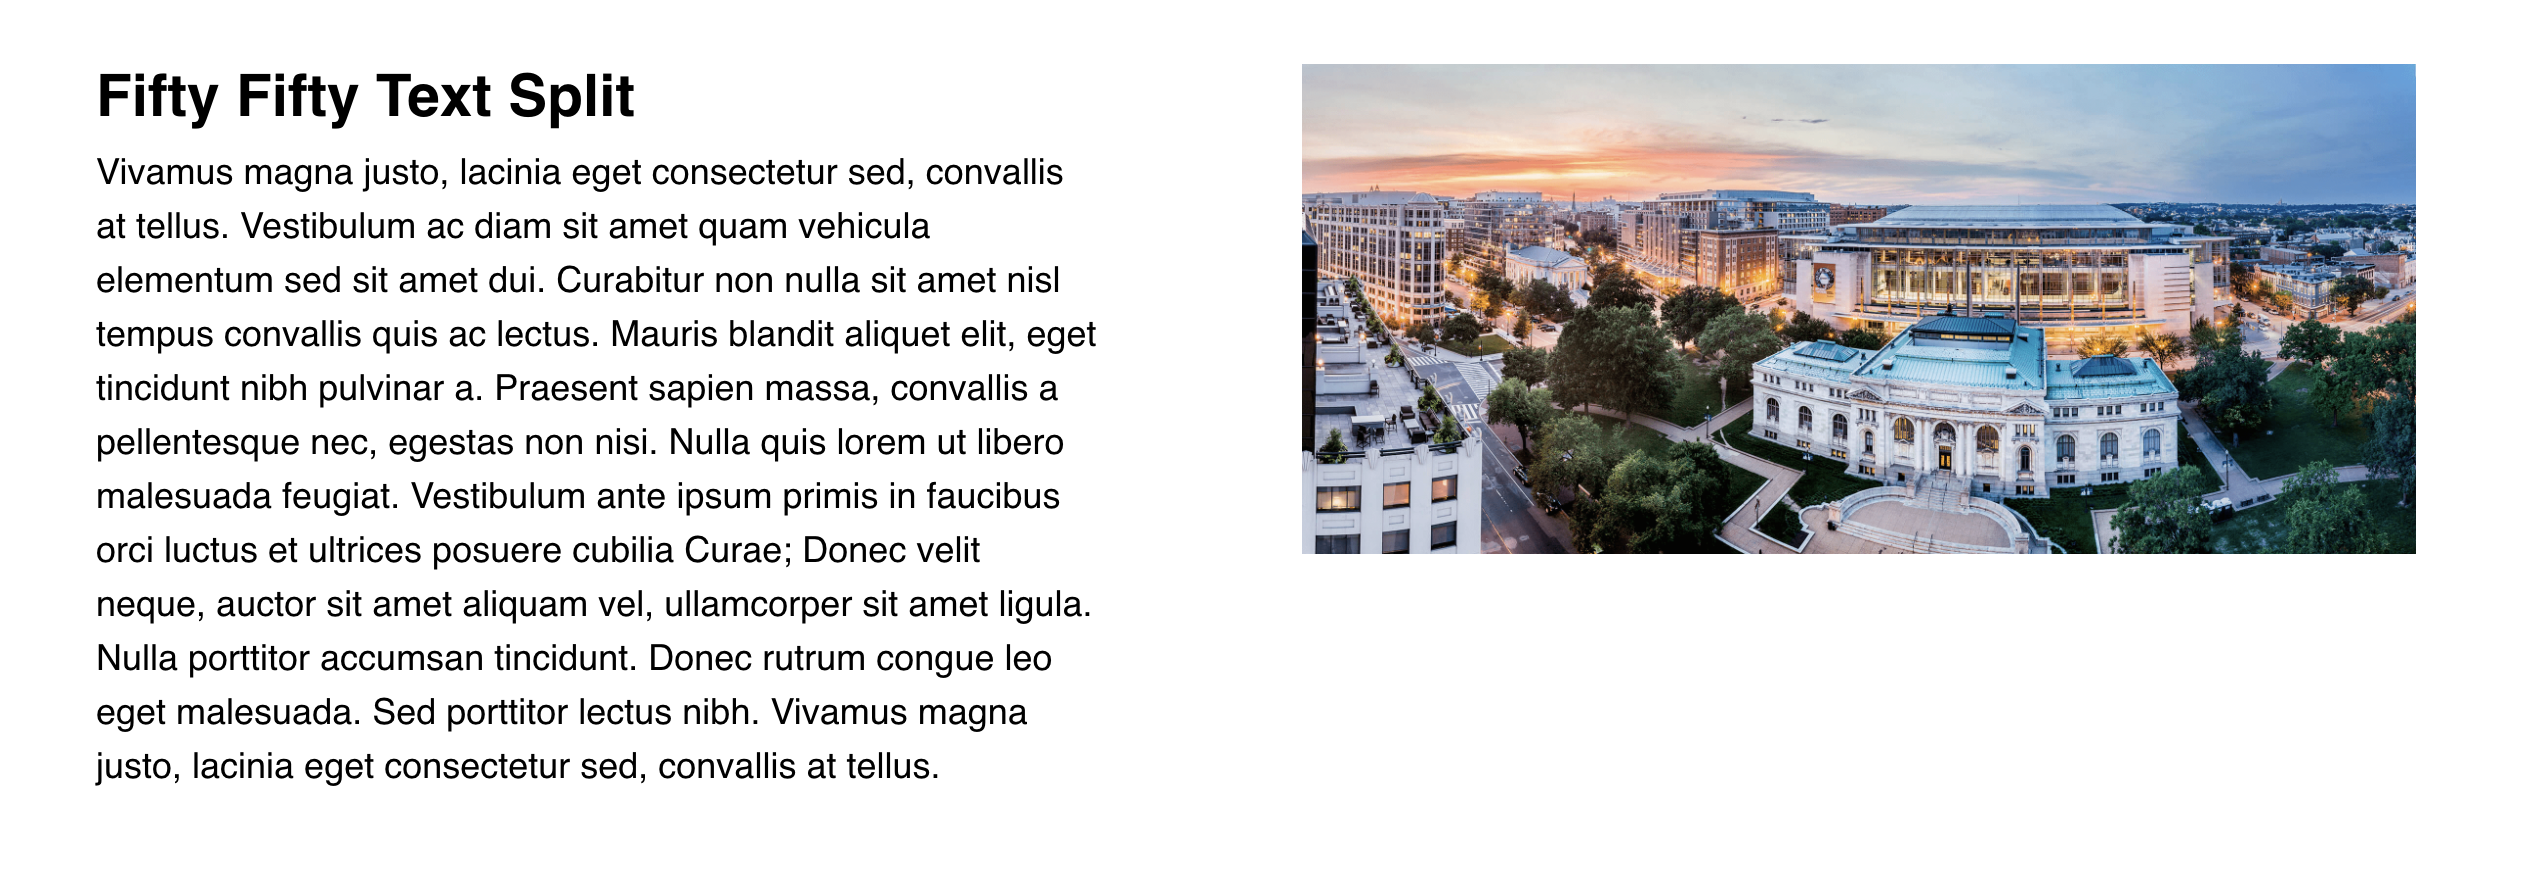 Fifty Fifty Text Split
Vivamus magna justo, lacinia eget consectetur sed, convallis
at tellus. Vestibulum ac diam sit amet quam vehicula
elementum sed sit amet dui. Curabitur non nulla sit amet nisl
tempus convallis quis ac lectus. Mauris blandit aliquet elit, eget
tincidunt nibh pulvinar a. Praesent sapien massa, convallis a
pellentesque nec, egestas non nisi. Nulla quis lorem ut libero
malesuada feugiat. Vestibulum ante ipsum primis in faucibus
orci luctus et ultrices posuere cubilia Curae; Donec velit
neque, auctor sit amet aliquam vel, ullamcorper sit amet ligula.
Nulla porttitor accumsan tincidunt. Donec rutrum congue leo
eget malesuada. Sed porttitor lectus nibh. Vivamus magna
justo, lacinia eget consectetur sed, convallis at tellus.